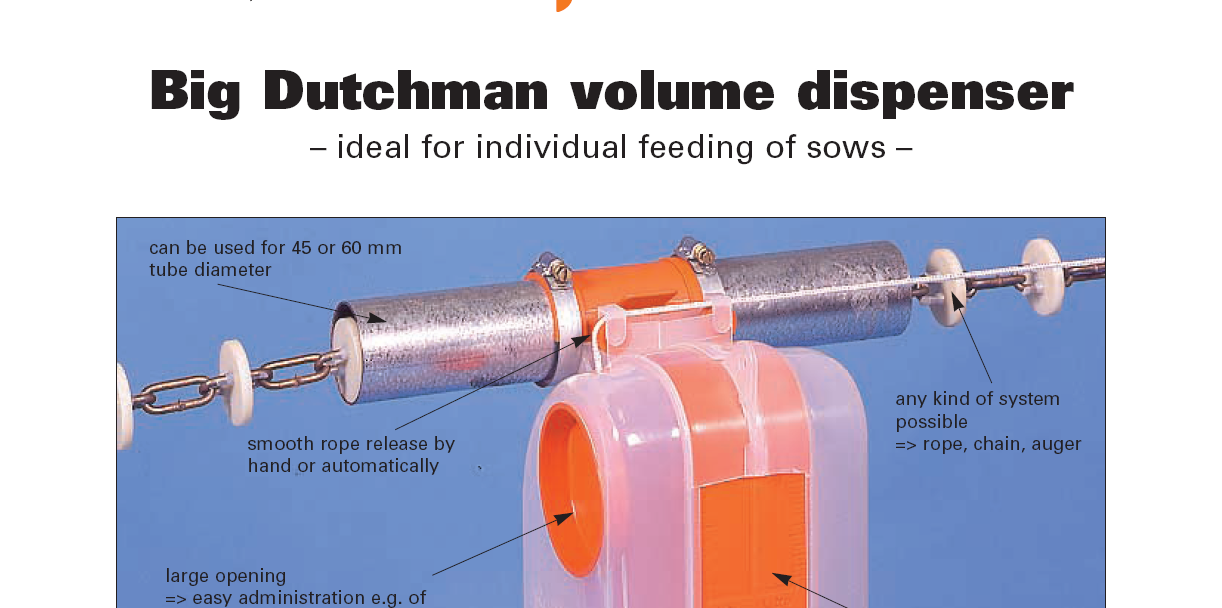 Big Dutchman volume dispenser
– ideal for individual feeding of sows –
can be used for 45 or 60 mm
tube diameter
any kind of system
possible
=> rope, chain, auger
smooth rope release by
hand or automatically
large opening
=> easy administration e.g. of